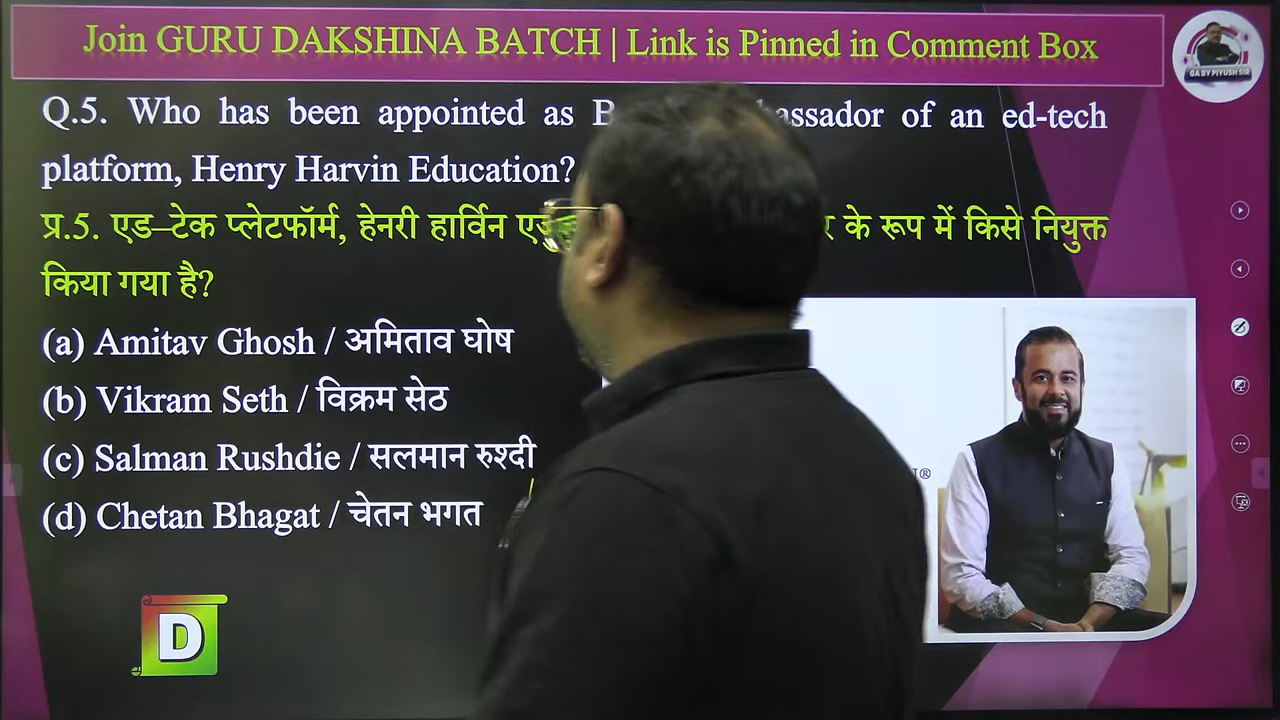 Join GURU DAKSHINA BATCH | Link is Pinned in Comment Box
GA BY PIYUSH SIR
Q.5. Who has been appointed as of an ed-tech
platform, Henry Harvin Education?
प्र.5. एड–टेक प्लेटफॉर्म, हेनरी हार्विन के रूप में किसे नियुक्त
किया गया है?
(a) Amitav Ghosh / अमिताव घोष
(b) Vikram Seth / विक्रम सेठ
(c) Salman Rushdie / सलमान रुश्दी
(d) Chetan Bhagat / चेतन भगत
D